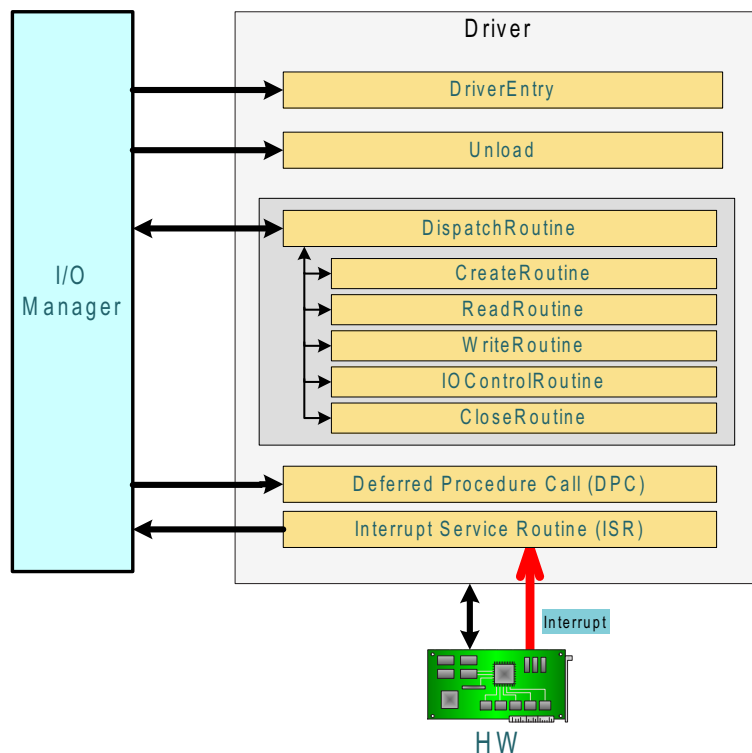 Driver
DriverEntry
Unload
DispatchRoutine
CreateRoutine
ReadRoutine
WriteRoutine
IOControlRoutine
CloseRoutine
I/O
Manager
Deferred Procedure Call (DPC)
Interrupt Service Routine (ISR)
Interrupt
HW